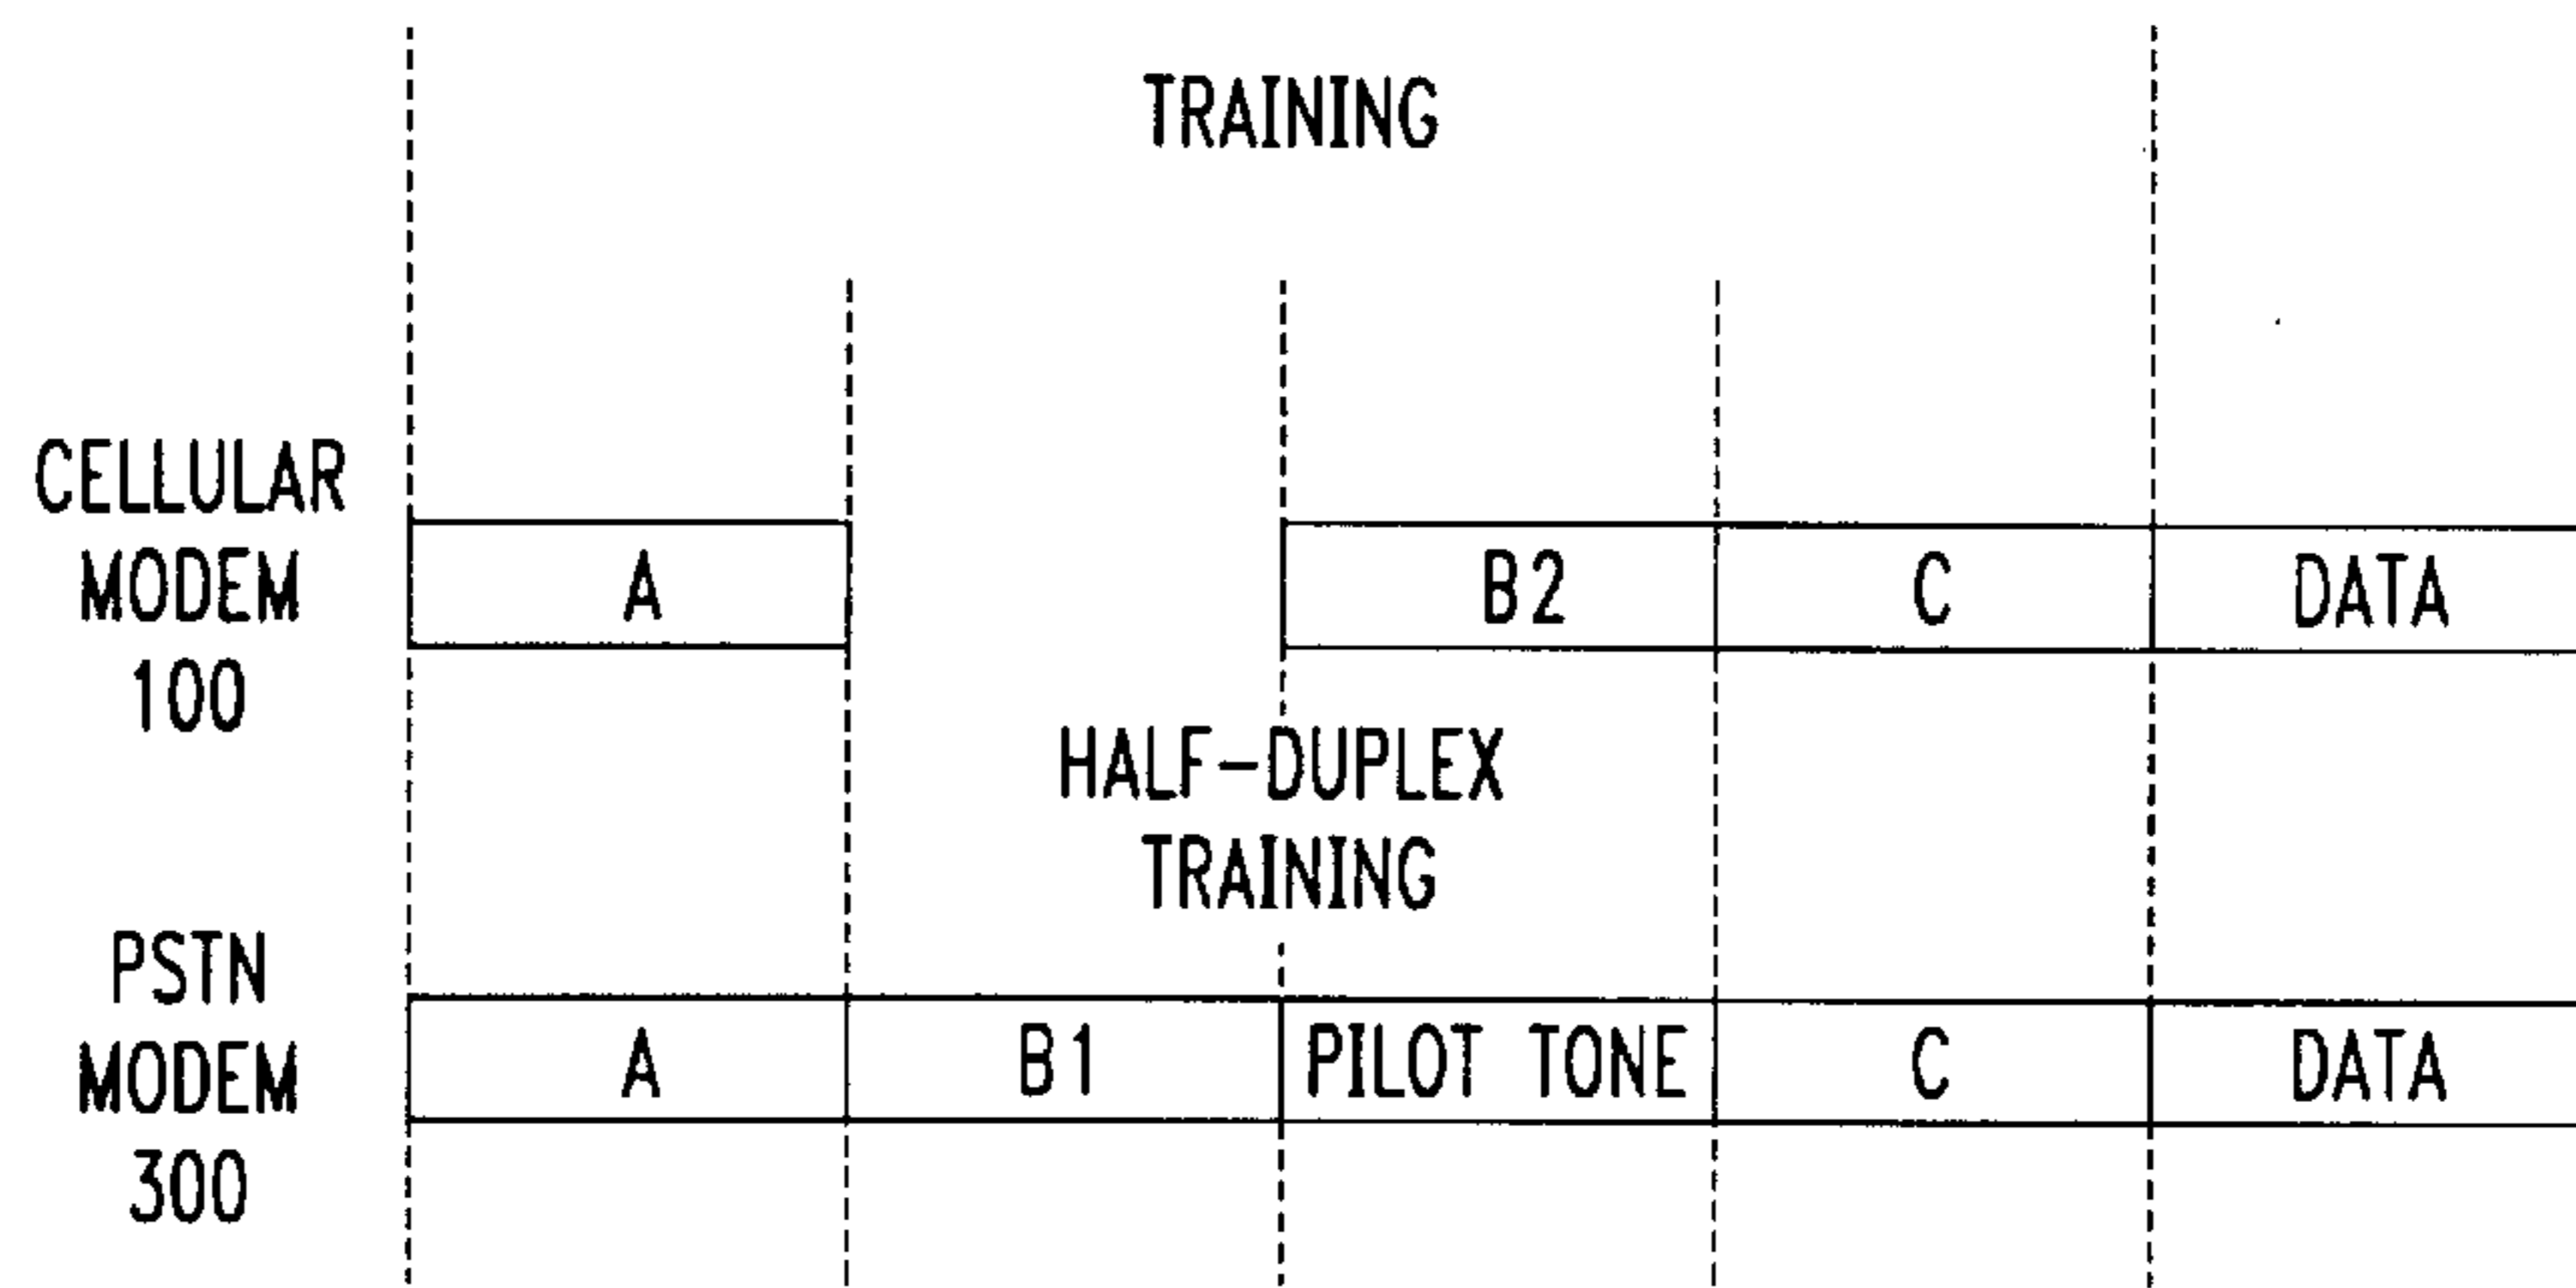 TRAINING
CELLULAR
MODEM
100
A
B2
C
DATA
HALF-DUPLEX
TRAINING
PSTN
MODEM
300
A
B1
PILOT TONE
C
DATA